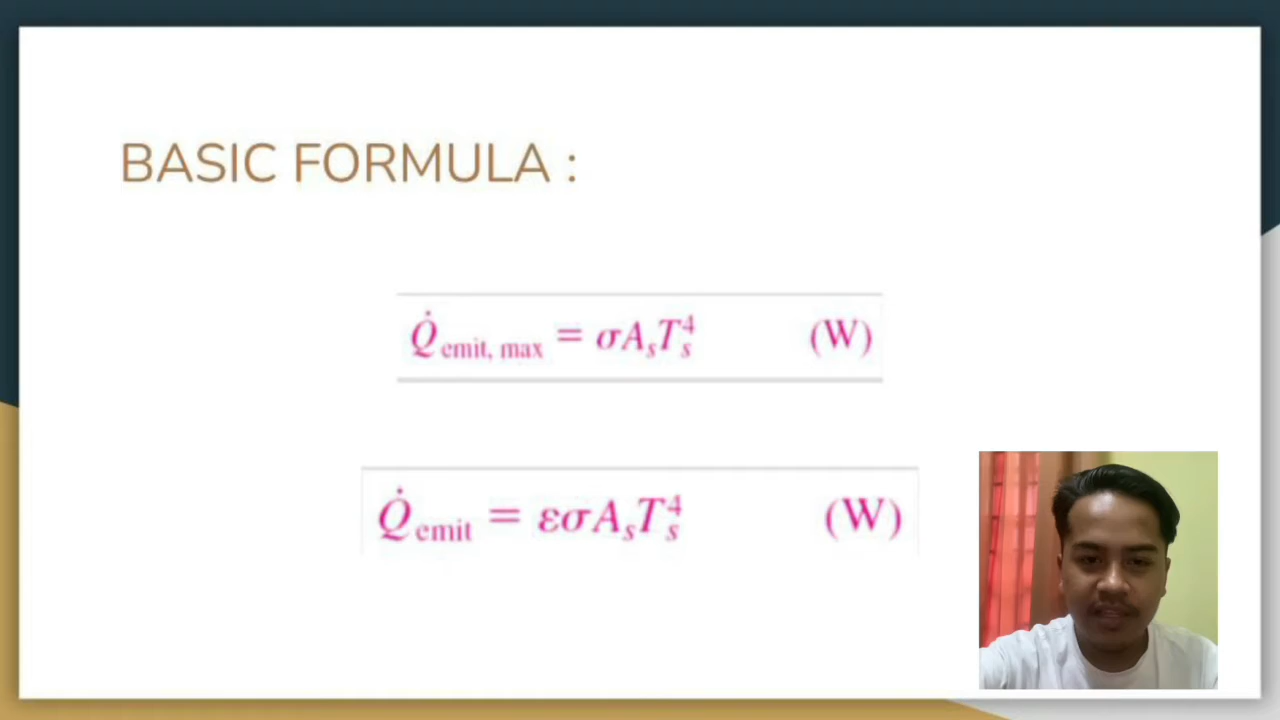 BASIC FORMULA :
Q̇ emit, max = σAₛTₛ⁴ (W)
Q̇ emit = εσAₛTₛ⁴ (W)